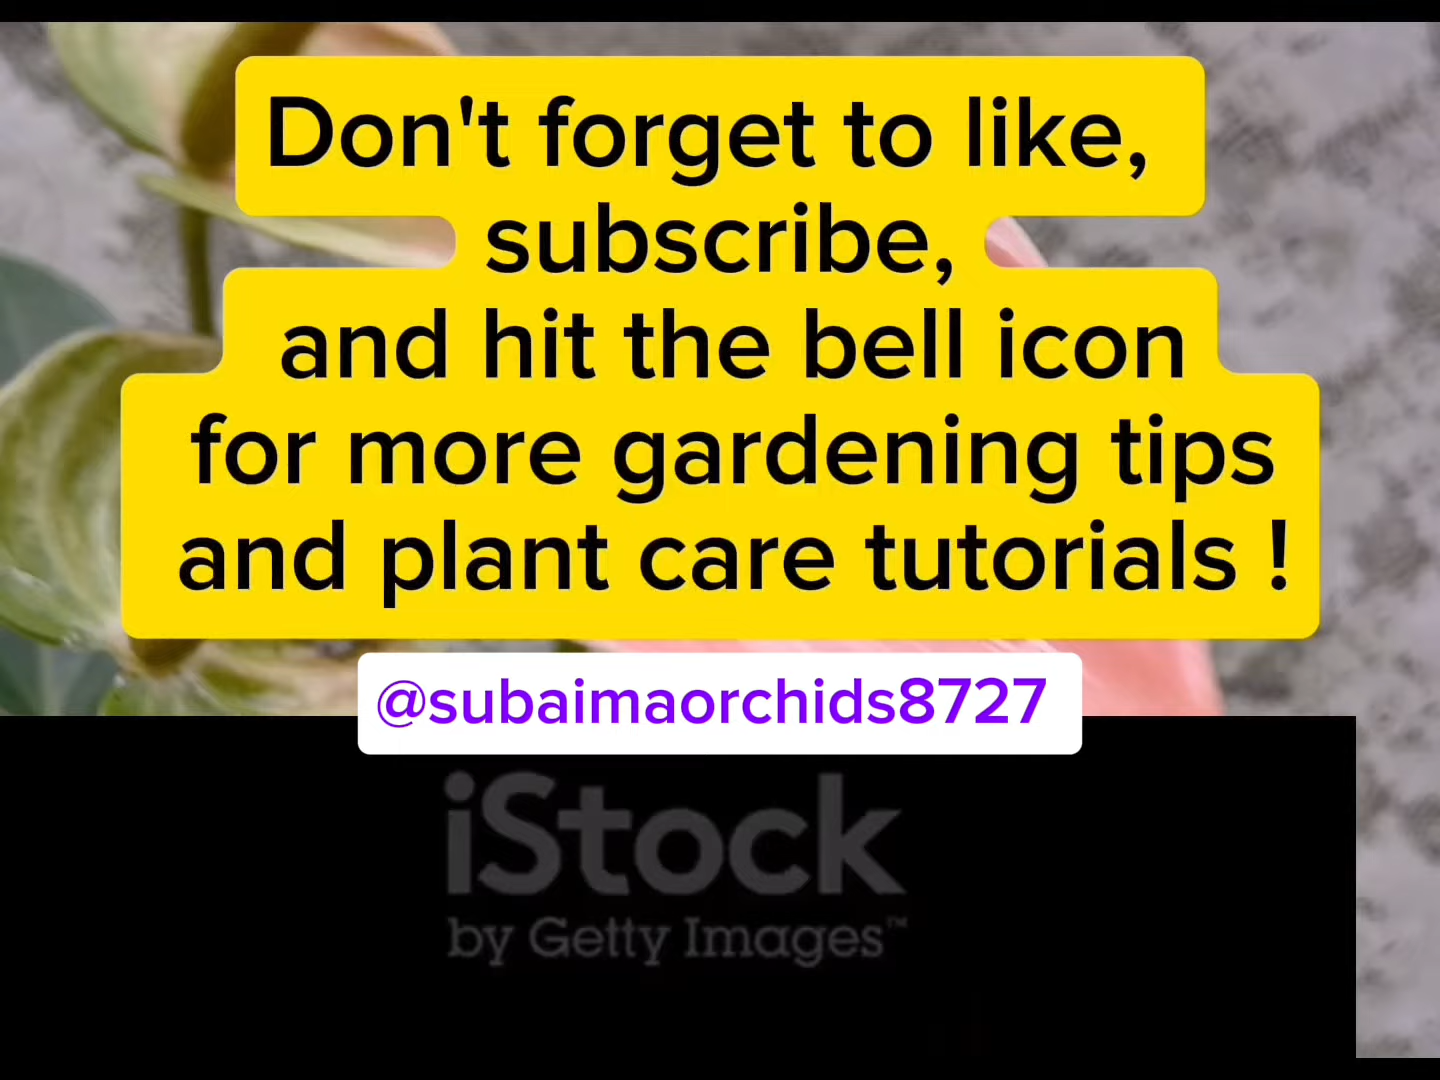 Don't forget to like,
subscribe,
and hit the bell icon
for more gardening tips
and plant care tutorials !
@subaimaorchids8727
iStock
by Getty Images™